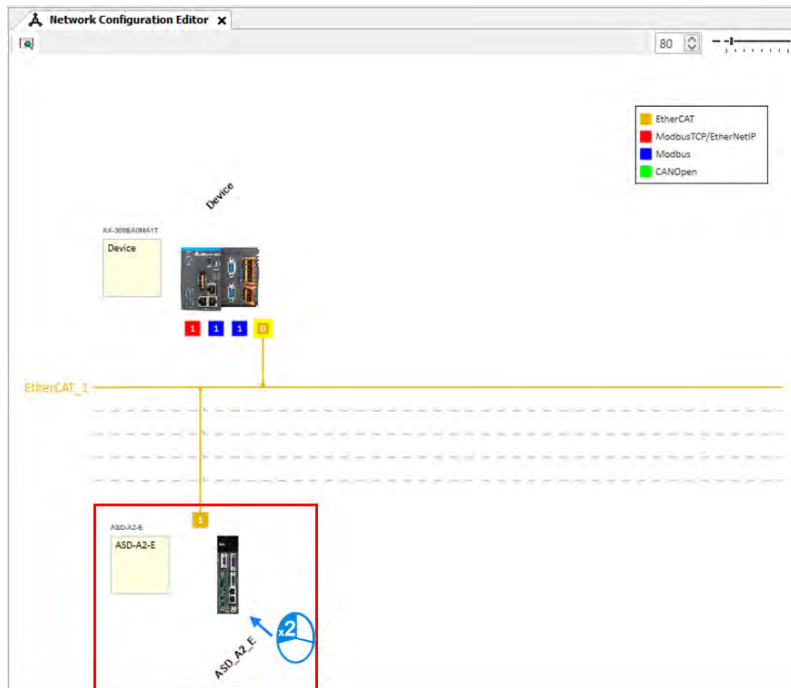 Network Configuration Editor
80
EtherCAT
ModbusTCP/EtherNetIP
Modbus
CANOpen
Device
Device
1
1
1
0
EtherCAT_1
1
ASD-A2-E
ASD-A2-E
x2
ASD_A2_E